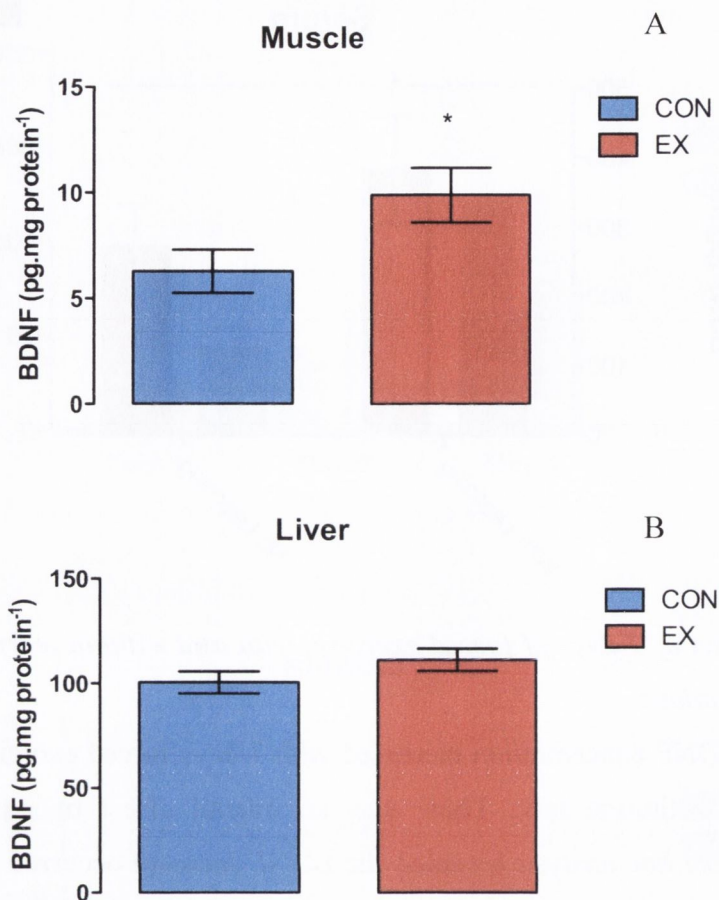 Muscle
A
BDNF (pg.mg protein⁻¹)
15
10
5
0
*
CON
EX
Liver
B
BDNF (pg.mg protein⁻¹)
150
100
50
0
CON
EX